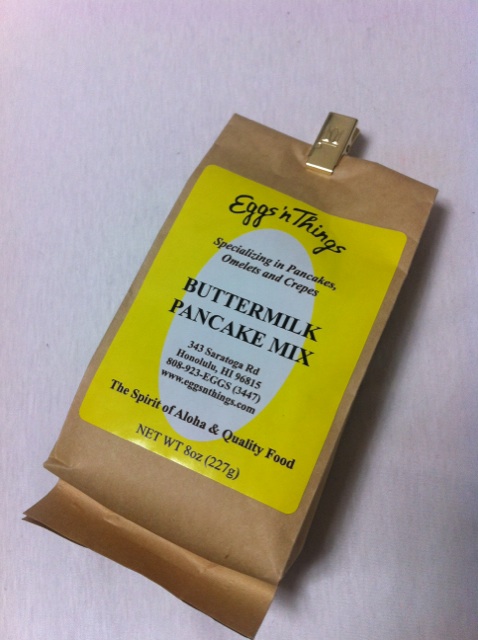 Eggs 'n Things
Specializing in Pancakes,
Omelets and Crepes
BUTTERMILK
PANCAKE MIX
343 Saratoga Rd
Honolulu, HI 96815
808-923-EGGS (3447)
www.eggsnthings.com
The Spirit of Aloha & Quality Food
NET WT 8oz (227g)